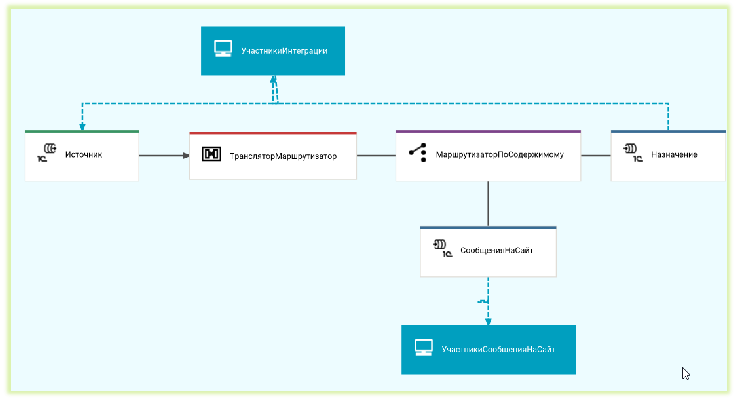 УчастникиИнтеграции
1С
Источник
ТрансляторМаршрутизатор
МаршрутизаторПоСодержимому
1С
Назначение
1С
СообщенияНаСайт
УчастникиСообщенияНаСайт